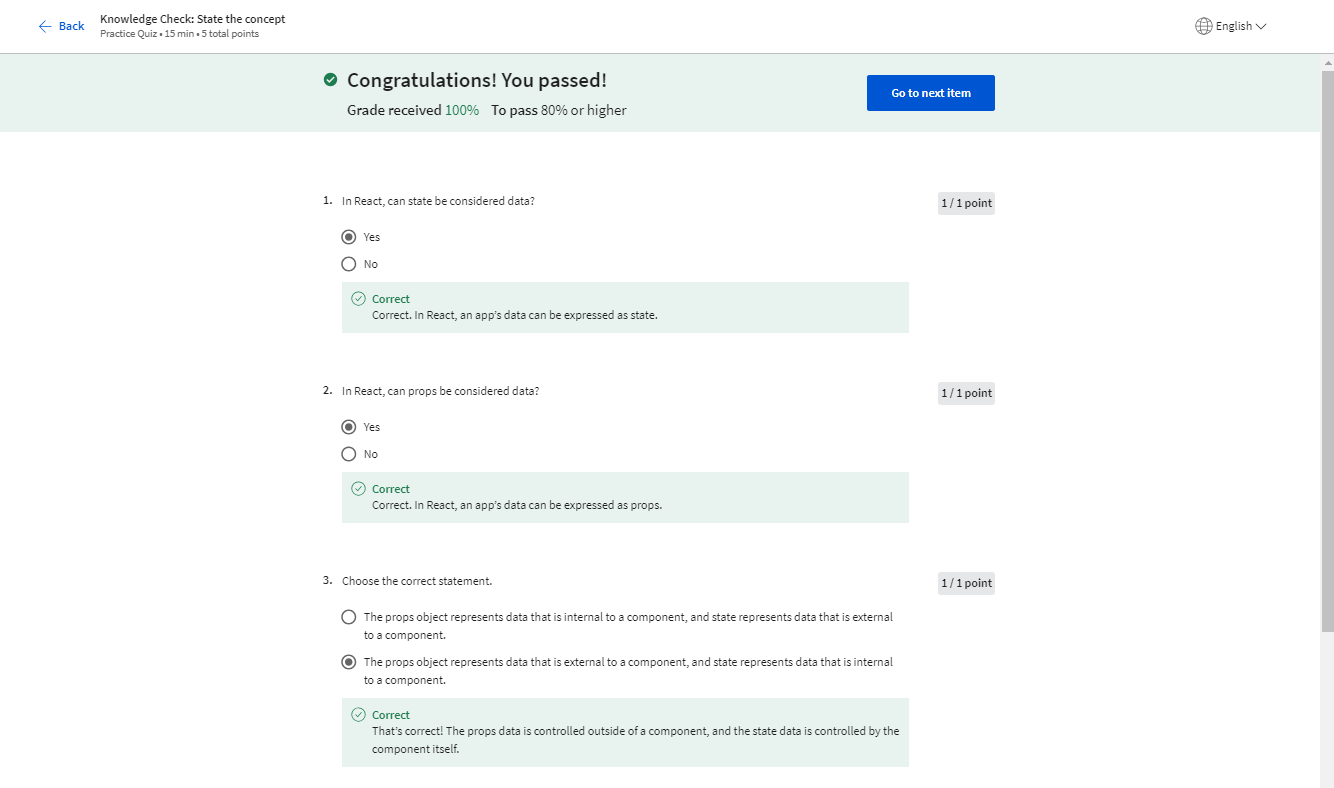 Back
Knowledge Check: State the concept
Practice Quiz • 15 min • 5 total points
English
Congratulations! You passed!
Grade received 100% To pass 80% or higher
Go to next item
1. In React, can state be considered data?
1 / 1 point
Yes
No
Correct
Correct. In React, an app's data can be expressed as state.
2. In React, can props be considered data?
1 / 1 point
Yes
No
Correct
Correct. In React, an app's data can be expressed as props.
3. Choose the correct statement.
1 / 1 point
The props object represents data that is internal to a component, and state represents data that is external
to a component.
The props object represents data that is external to a component, and state represents data that is internal
to a component.
Correct
That's correct! The props data is controlled outside of a component, and the state data is controlled by the
component itself.